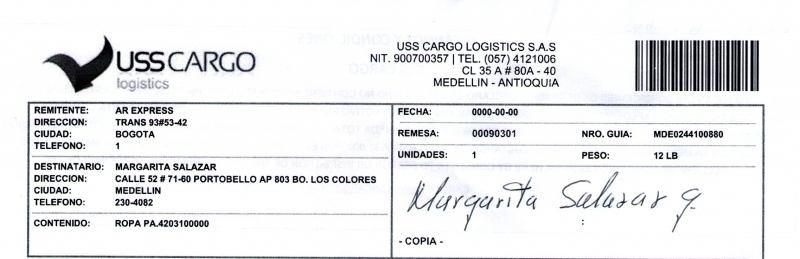 USSCARGO
logistics
USS CARGO LOGISTICS S.A.S
NIT. 900700357 | TEL. (057) 4121006
CL 35 A # 80A - 40
MEDELLIN - ANTIOQUIA
REMITENTE: AR EXPRESS
DIRECCION: TRANS 93#53-42
CIUDAD: BOGOTA
TELEFONO: 1
DESTINATARIO: MARGARITA SALAZAR
DIRECCION: CALLE 52 # 71-60 PORTOBELLO AP 803 BO. LOS COLORES
CIUDAD: MEDELLIN
TELEFONO: 230-4082
CONTENIDO: ROPA PA.4203100000
FECHA: 0000-00-00
REMESA: 00090301 NRO. GUIA: MDE0244100880
UNIDADES: 1 PESO: 12 LB
Margarita Salazar g.
- COPIA -